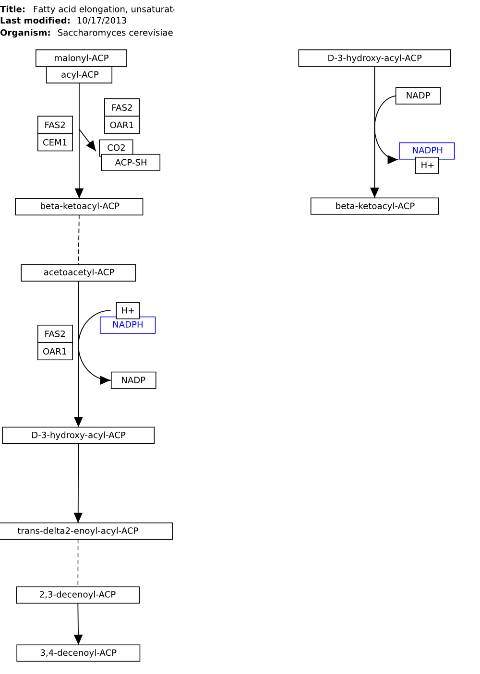 Title: Fatty acid elongation, unsaturat
Last modified: 10/17/2013
Organism: Saccharomyces cerevisiae
malonyl-ACP
acyl-ACP
FAS2
OAR1
FAS2
CEM1
CO2
ACP-SH
beta-ketoacyl-ACP
acetoacetyl-ACP
H+
NADPH
FAS2
OAR1
NADP
D-3-hydroxy-acyl-ACP
trans-delta2-enoyl-acyl-ACP
2,3-decenoyl-ACP
3,4-decenoyl-ACP
D-3-hydroxy-acyl-ACP
NADP
NADPH
H+
beta-ketoacyl-ACP